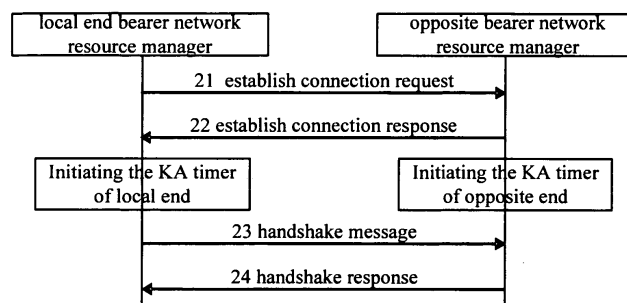 local end bearer network
resource manager
opposite bearer network
resource manager
21 establish connection request
22 establish connection response
Initiating the KA timer
of local end
Initiating the KA timer
of opposite end
23 handshake message
24 handshake response